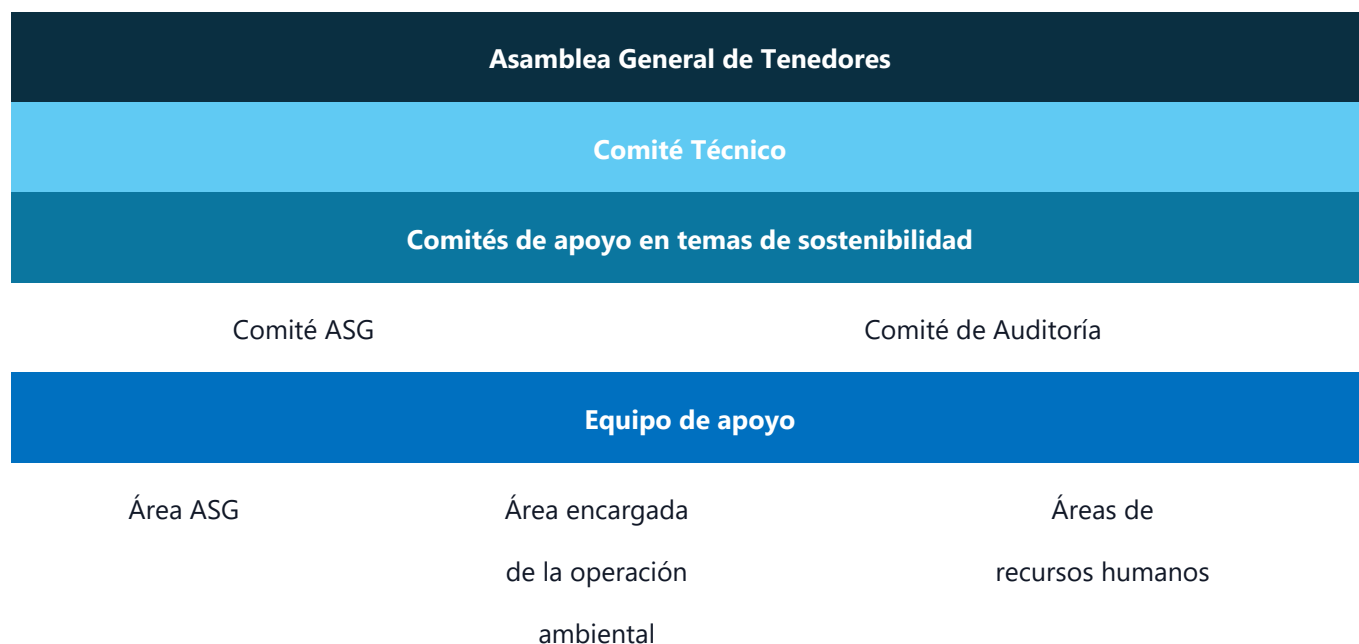 Asamblea General de Tenedores
Comité Técnico
Comités de apoyo en temas de sostenibilidad
Comité ASG
Comité de Auditoría
Equipo de apoyo
Área ASG
Área encargada
de la operación
ambiental
Áreas de
recursos humanos